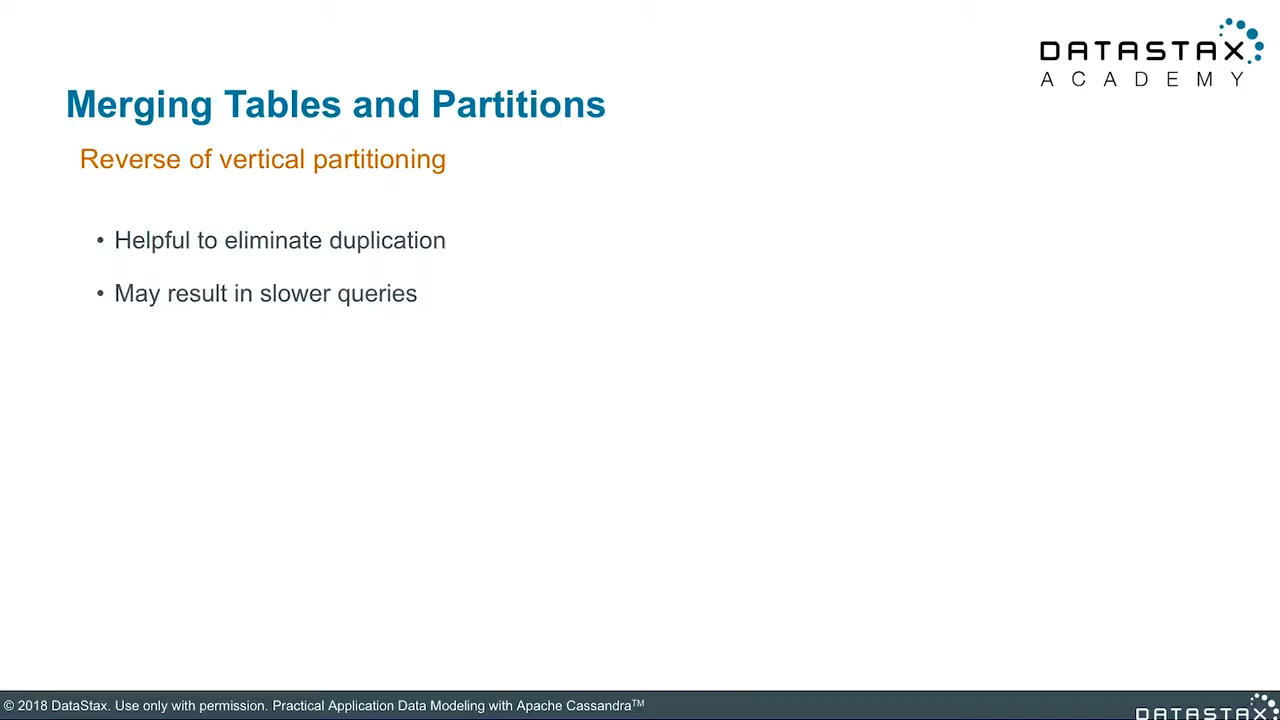 DATASTAX
ACADEMY
Merging Tables and Partitions
Reverse of vertical partitioning
• Helpful to eliminate duplication
• May result in slower queries
© 2018 DataStax. Use only with permission. Practical Application Data Modeling with Apache Cassandra™
DATASTAX